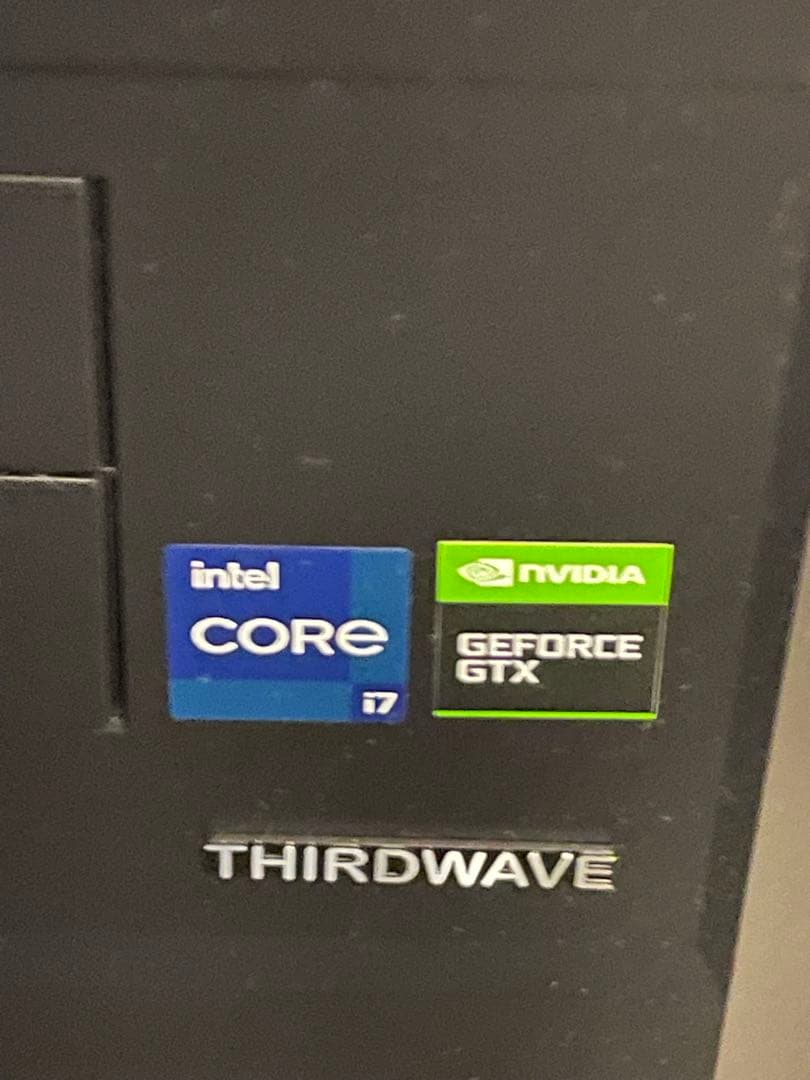 intel
CORE
i7
NVIDIA
GEFORCE
GTX
THIRDWAVE